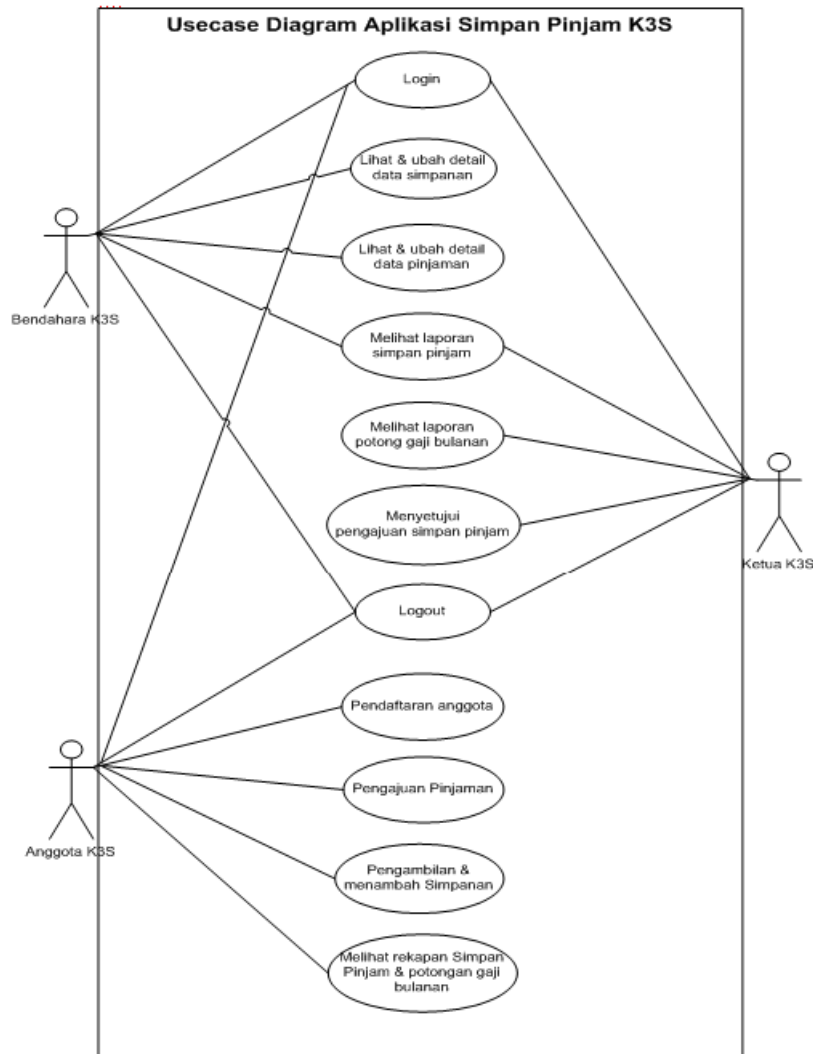 Usecase Diagram Aplikasi Simpan Pinjam K3S
Login
Lihat & ubah detail
data simpanan
Bendahara K3S
Lihat & ubah detail
data pinjaman
Melihat laporan
simpan pinjam
Melihat laporan
potong gaji bulanan
Menyetujui
pengajuan simpan pinjam
Ketua K3S
Logout
Pendaftaran anggota
Pengajuan Pinjaman
Anggota K3S
Pengambilan &
menambah Simpanan
Melihat rekapan Simpan
Pinjam & potongan gaji
bulanan